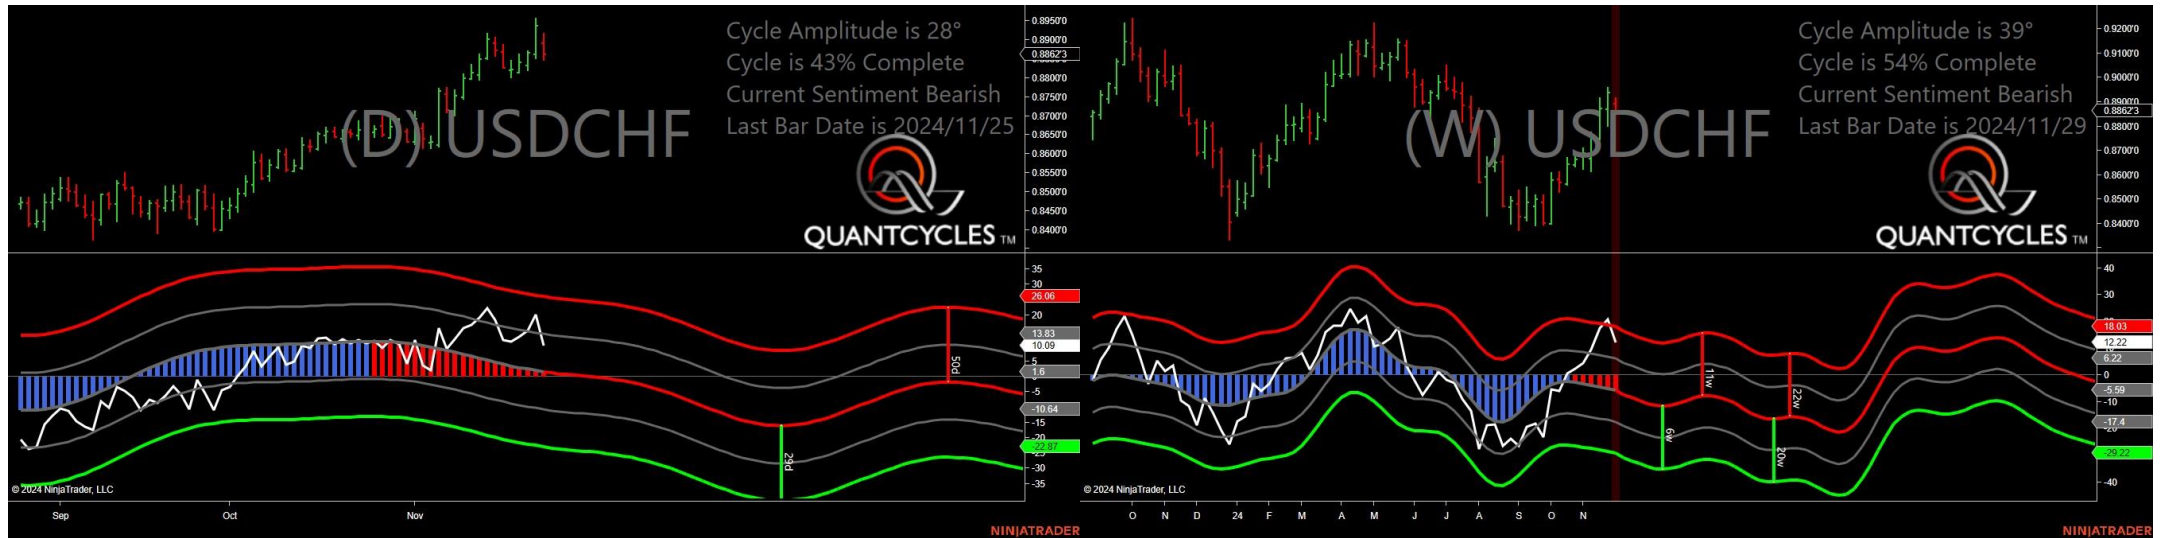 Cycle Amplitude is 28°
Cycle is 43% Complete
Current Sentiment Bearish
Last Bar Date is 2024/11/25
(D) USDCHF
QUANTCYCLES TM
0.8950'0
0.8900'0
0.8862'3
0.8800'0
0.8750'0
0.8700'0
0.8650'0
0.8600'0
0.8550'0
0.8500'0
0.8450'0
0.8400'0
35
30
26.06
20
13.83
10.09
5
1.6
-5
-10.64
-15
-20
-22.87
-25
-30
-35
50d
29d
© 2024 NinjaTrader, LLC
Sep Oct Nov
NINJATRADER
Cycle Amplitude is 39°
Cycle is 54% Complete
Current Sentiment Bearish
Last Bar Date is 2024/11/29
(W) USDCHF
QUANTCYCLES TM
0.9200'0
0.9100'0
0.9000'0
0.8900'0
0.8862'3
0.8800'0
0.8700'0
0.8600'0
0.8500'0
0.8400'0
40
30
18.03
12.22
6.22
0
-5.59
-10
-17.4
-20
-29.22
-40
11w
22w
6w
20w
© 2024 NinjaTrader, LLC
O N D 24 F M A M J J A S O N
NINJATRADER